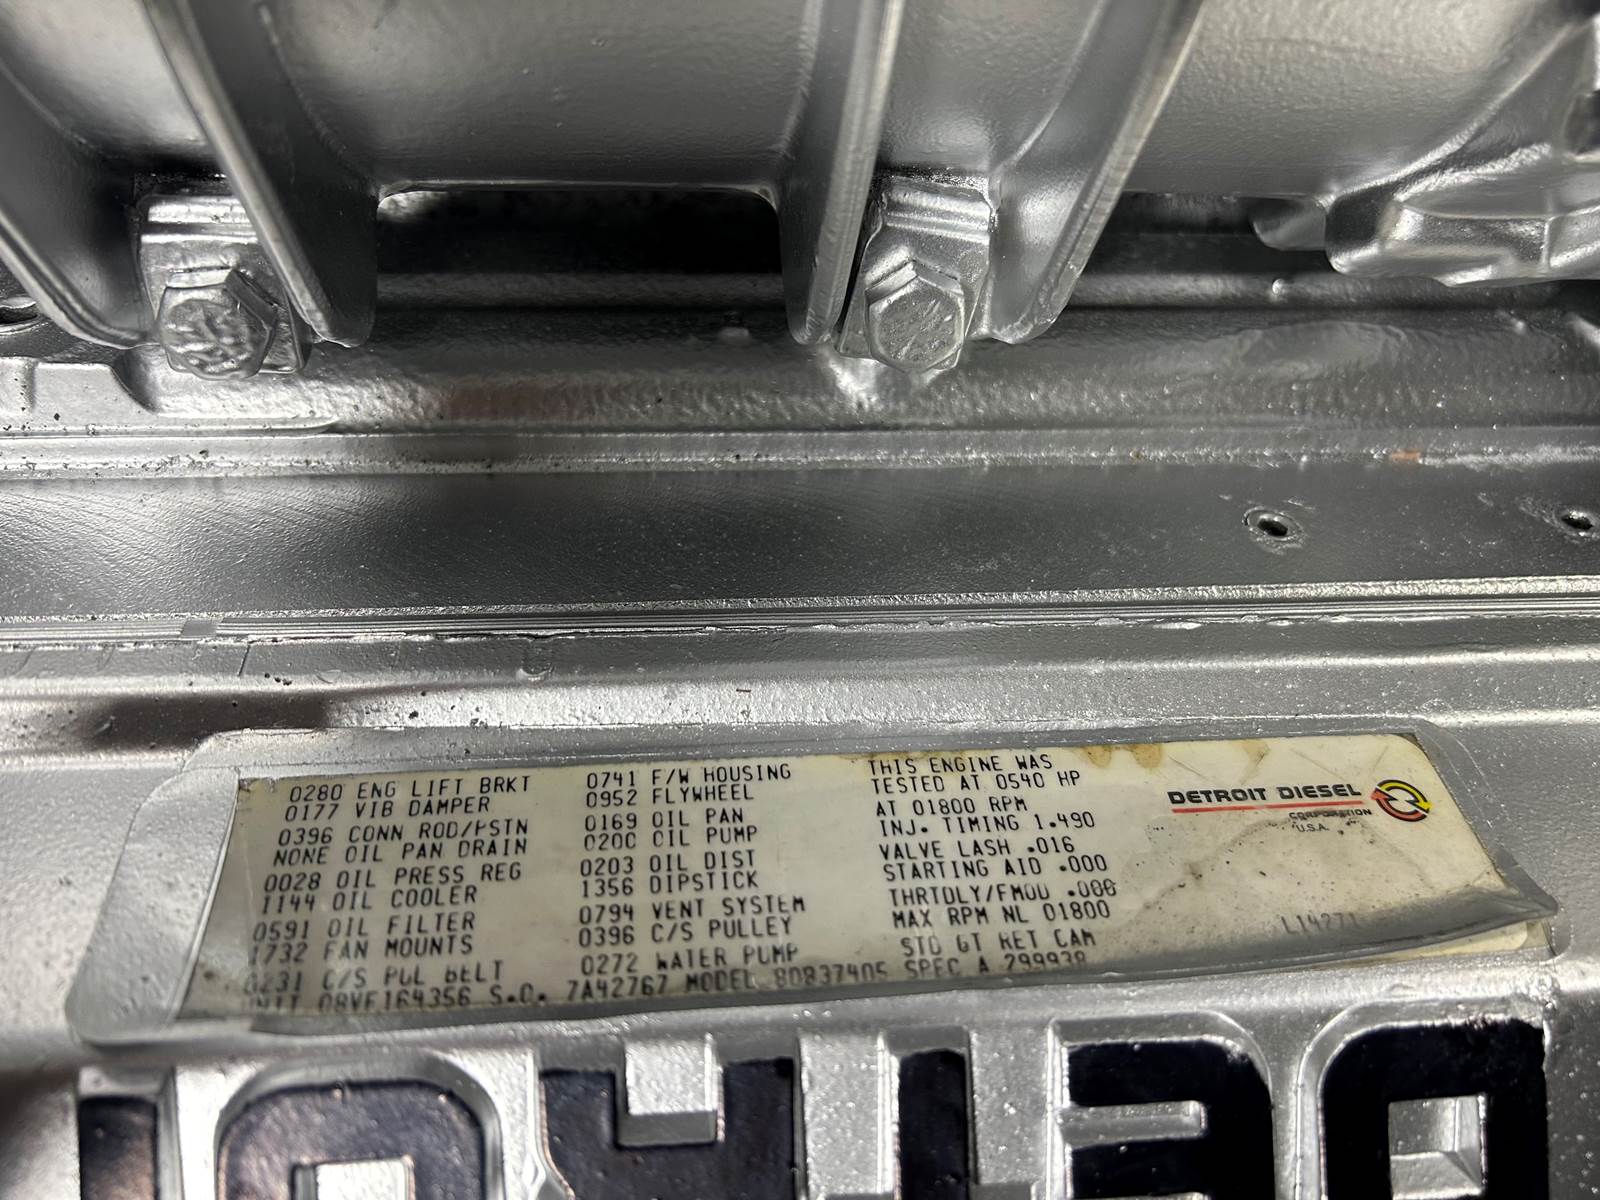 0280 ENG LIFT BRKT
0177 VIB DAMPER
0396 CONN ROD/PSTN
NONE OIL PAN DRAIN
0028 OIL PRESS REG
1144 OIL COOLER
0591 OIL FILTER
1732 FAN MOUNTS
0231 C/S PUL BELT
0741 F/W HOUSING
0952 FLYWHEEL
0169 OIL PAN
0200 OIL PUMP
0203 OIL DIST
1356 DIPSTICK
0794 VENT SYSTEM
0396 C/S PULLEY
0272 WATER PUMP
THIS ENGINE WAS
TESTED AT 0540 HP
AT 01800 RPM
INJ. TIMING 1.490
VALVE LASH .016
STARTING AID .000
THRTDLY/FMOD .000
MAX RPM NL 01800
STD GT RET CAM
UNIT 08VF164356 S.O. 7A42767 MODEL 80837405 SPEC A 299938
DETROIT DIESEL
CORPORATION
U.S.A.
L14271
DETROI